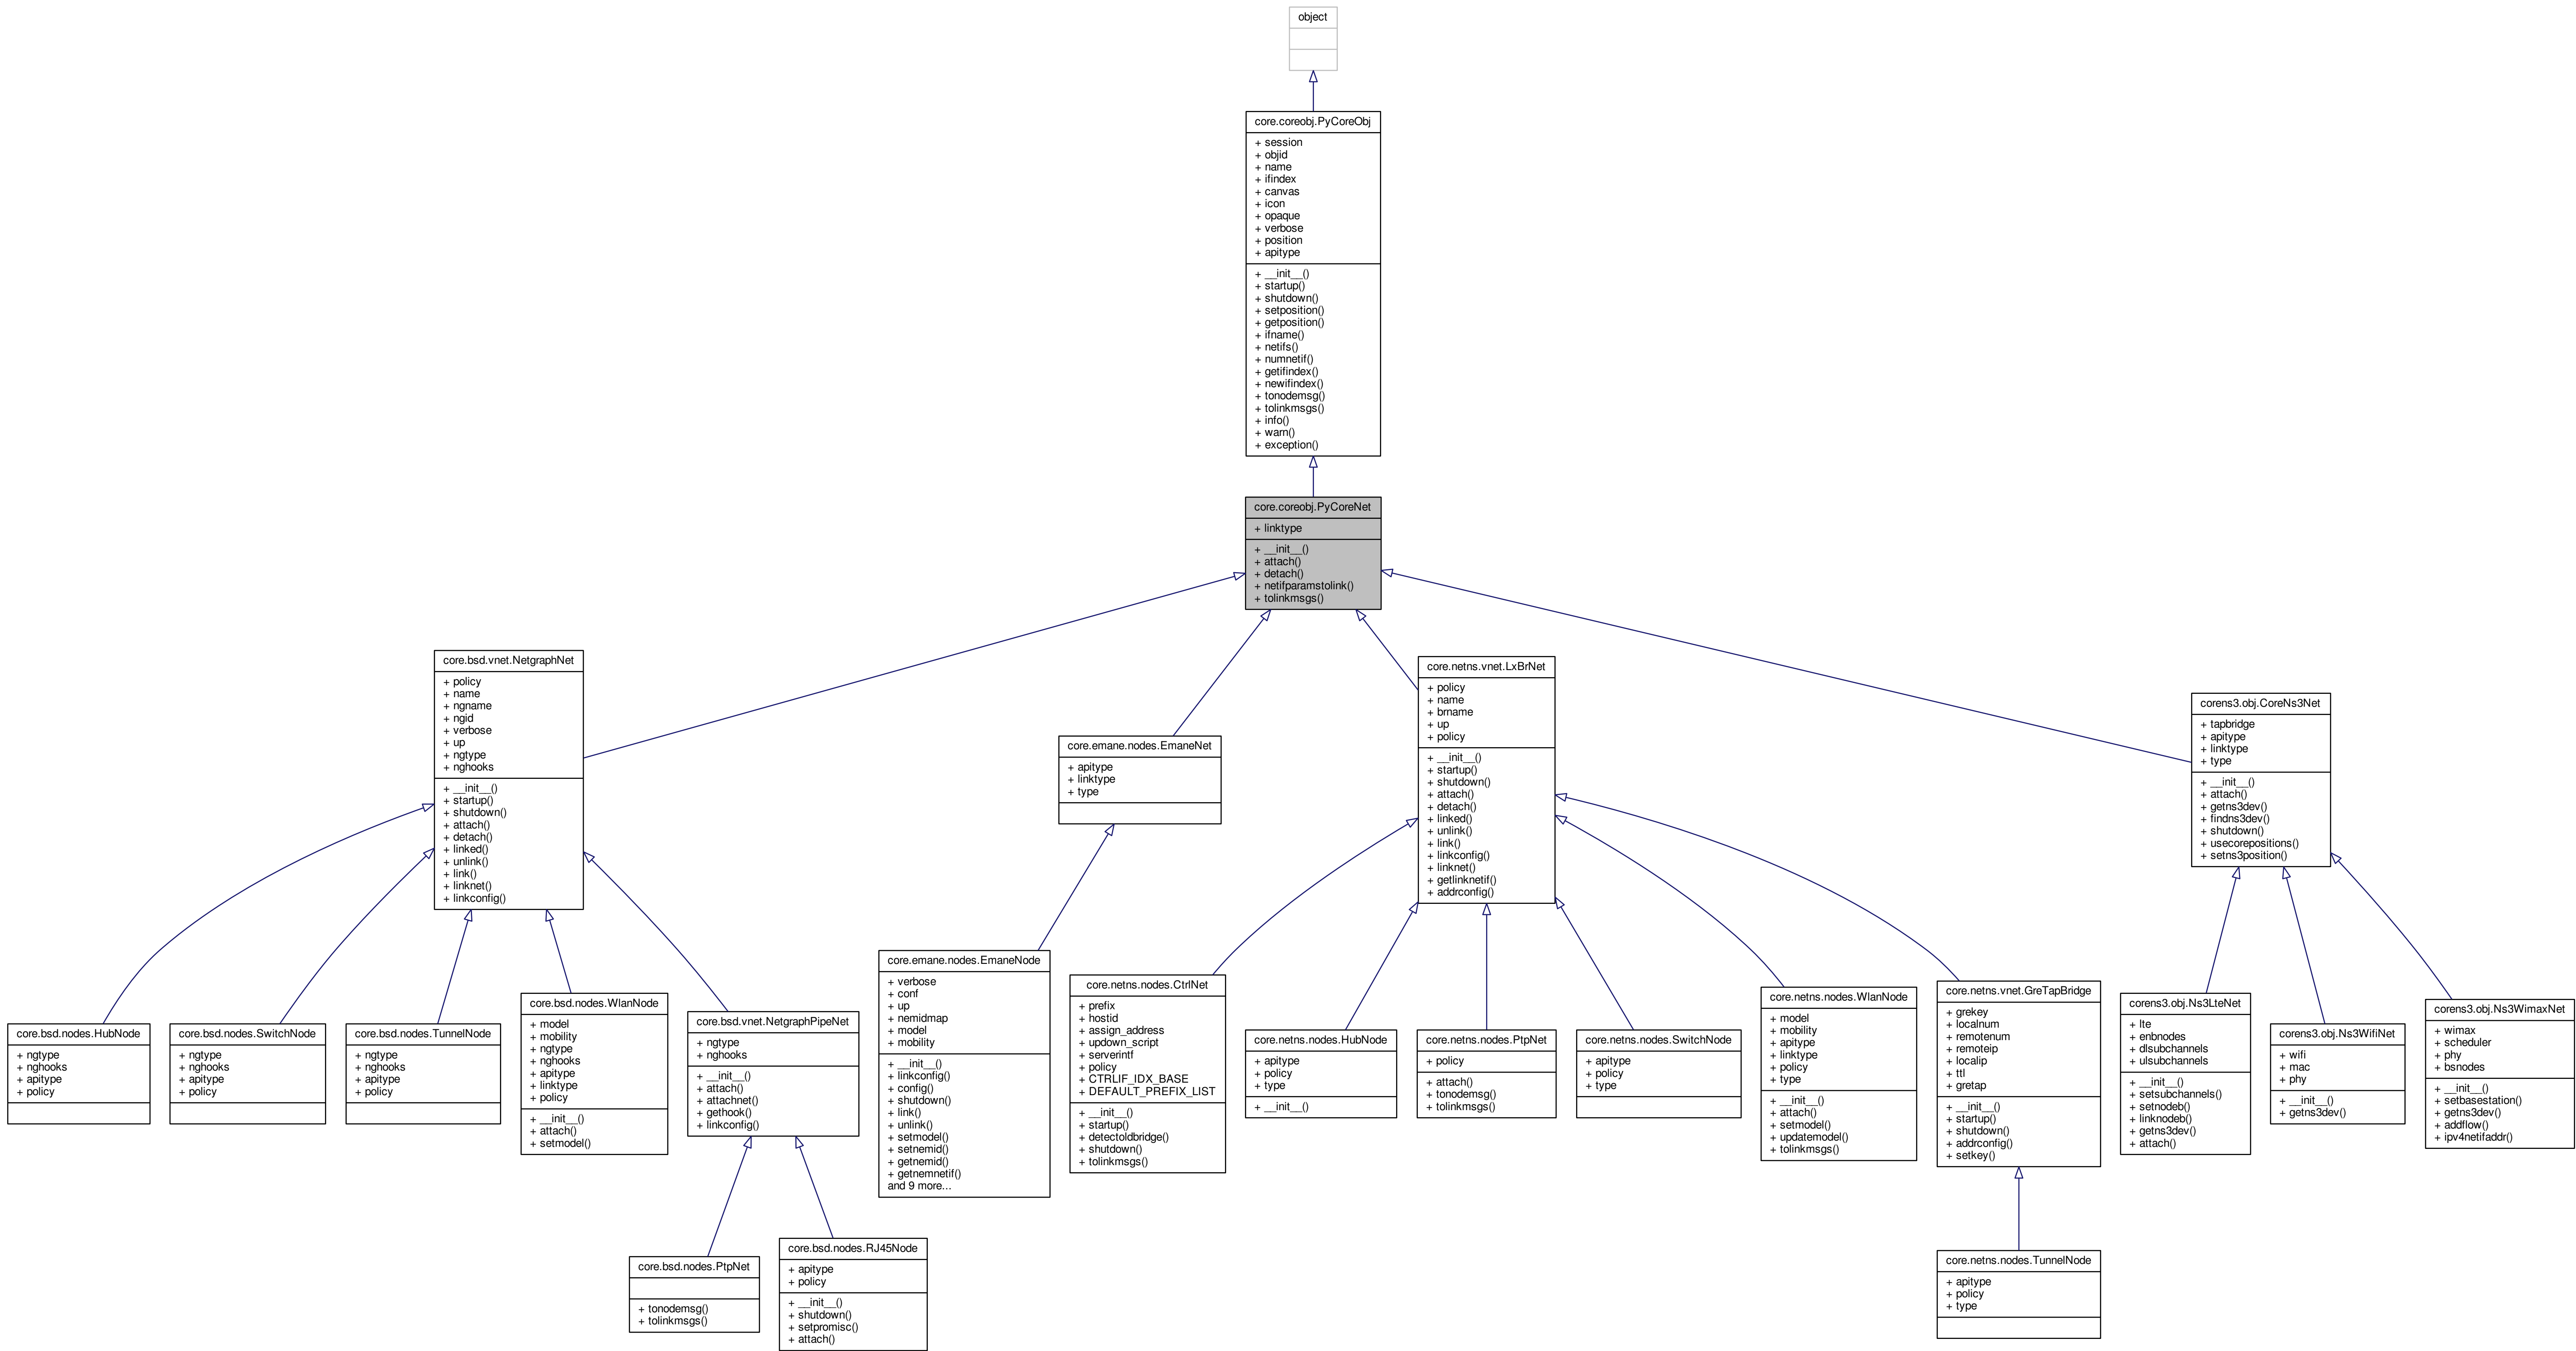 object
core.coreobj.PyCoreObj
+ session
+ objid
+ name
+ ifindex
+ canvas
+ icon
+ opaque
+ verbose
+ position
+ apitype
+ __init__()
+ startup()
+ shutdown()
+ setposition()
+ getposition()
+ ifname()
+ netifs()
+ numnetif()
+ getifindex()
+ newifindex()
+ tonodemsg()
+ tolinkmsgs()
+ info()
+ warn()
+ exception()
core.coreobj.PyCoreNet
+ linktype
+ __init__()
+ attach()
+ detach()
+ netifparamstolink()
+ tolinkmsgs()
core.bsd.vnet.NetgraphNet
+ policy
+ name
+ ngname
+ ngid
+ verbose
+ up
+ ngtype
+ nghooks
+ __init__()
+ startup()
+ shutdown()
+ attach()
+ detach()
+ linked()
+ unlink()
+ link()
+ linknet()
+ linkconfig()
core.emane.nodes.EmaneNet
+ apitype
+ linktype
+ type
core.netns.vnet.LxBrNet
+ policy
+ name
+ brname
+ up
+ policy
+ __init__()
+ startup()
+ shutdown()
+ attach()
+ detach()
+ linked()
+ unlink()
+ link()
+ linkconfig()
+ linknet()
+ getlinknetif()
+ addrconfig()
corens3.obj.CoreNs3Net
+ tapbridge
+ apitype
+ linktype
+ type
+ __init__()
+ attach()
+ getns3dev()
+ findns3dev()
+ shutdown()
+ usecorepositions()
+ setns3position()
core.bsd.nodes.HubNode
+ ngtype
+ nghooks
+ apitype
+ policy
core.bsd.nodes.SwitchNode
+ ngtype
+ nghooks
+ apitype
+ policy
core.bsd.nodes.TunnelNode
+ ngtype
+ nghooks
+ apitype
+ policy
core.bsd.nodes.WlanNode
+ model
+ mobility
+ ngtype
+ nghooks
+ apitype
+ linktype
+ policy
+ __init__()
+ attach()
+ setmodel()
core.bsd.vnet.NetgraphPipeNet
+ ngtype
+ nghooks
+ __init__()
+ attach()
+ attachnet()
+ gethook()
+ linkconfig()
core.emane.nodes.EmaneNode
+ verbose
+ conf
+ up
+ nemidmap
+ model
+ mobility
+ __init__()
+ linkconfig()
+ config()
+ shutdown()
+ link()
+ unlink()
+ setmodel()
+ setnemid()
+ getnemid()
+ getnemnetif()
and 9 more...
core.netns.nodes.CtrlNet
+ prefix
+ hostid
+ assign_address
+ updown_script
+ serverintf
+ policy
+ CTRLIF_IDX_BASE
+ DEFAULT_PREFIX_LIST
+ __init__()
+ startup()
+ detectoldbridge()
+ shutdown()
+ tolinkmsgs()
core.netns.nodes.HubNode
+ apitype
+ policy
+ type
+ __init__()
core.netns.nodes.PtpNet
+ policy
+ attach()
+ tonodemsg()
+ tolinkmsgs()
core.netns.nodes.SwitchNode
+ apitype
+ policy
+ type
core.netns.nodes.WlanNode
+ model
+ mobility
+ apitype
+ linktype
+ policy
+ type
+ __init__()
+ attach()
+ setmodel()
+ updatemodel()
+ tolinkmsgs()
core.netns.vnet.GreTapBridge
+ grekey
+ localnum
+ remotenum
+ remoteip
+ localip
+ ttl
+ gretap
+ __init__()
+ startup()
+ shutdown()
+ addrconfig()
+ setkey()
corens3.obj.Ns3LteNet
+ lte
+ enbnodes
+ dlsubchannels
+ ulsubchannels
+ __init__()
+ setsubchannels()
+ setnodeb()
+ linknodeb()
+ getns3dev()
+ attach()
corens3.obj.Ns3WifiNet
+ wifi
+ mac
+ phy
+ __init__()
+ getns3dev()
corens3.obj.Ns3WimaxNet
+ wimax
+ scheduler
+ phy
+ bsnodes
+ __init__()
+ setbasestation()
+ getns3dev()
+ addflow()
+ ipv4netifaddr()
core.bsd.nodes.PtpNet
+ tonodemsg()
+ tolinkmsgs()
core.bsd.nodes.RJ45Node
+ apitype
+ policy
+ __init__()
+ shutdown()
+ setpromisc()
+ attach()
core.netns.nodes.TunnelNode
+ apitype
+ policy
+ type